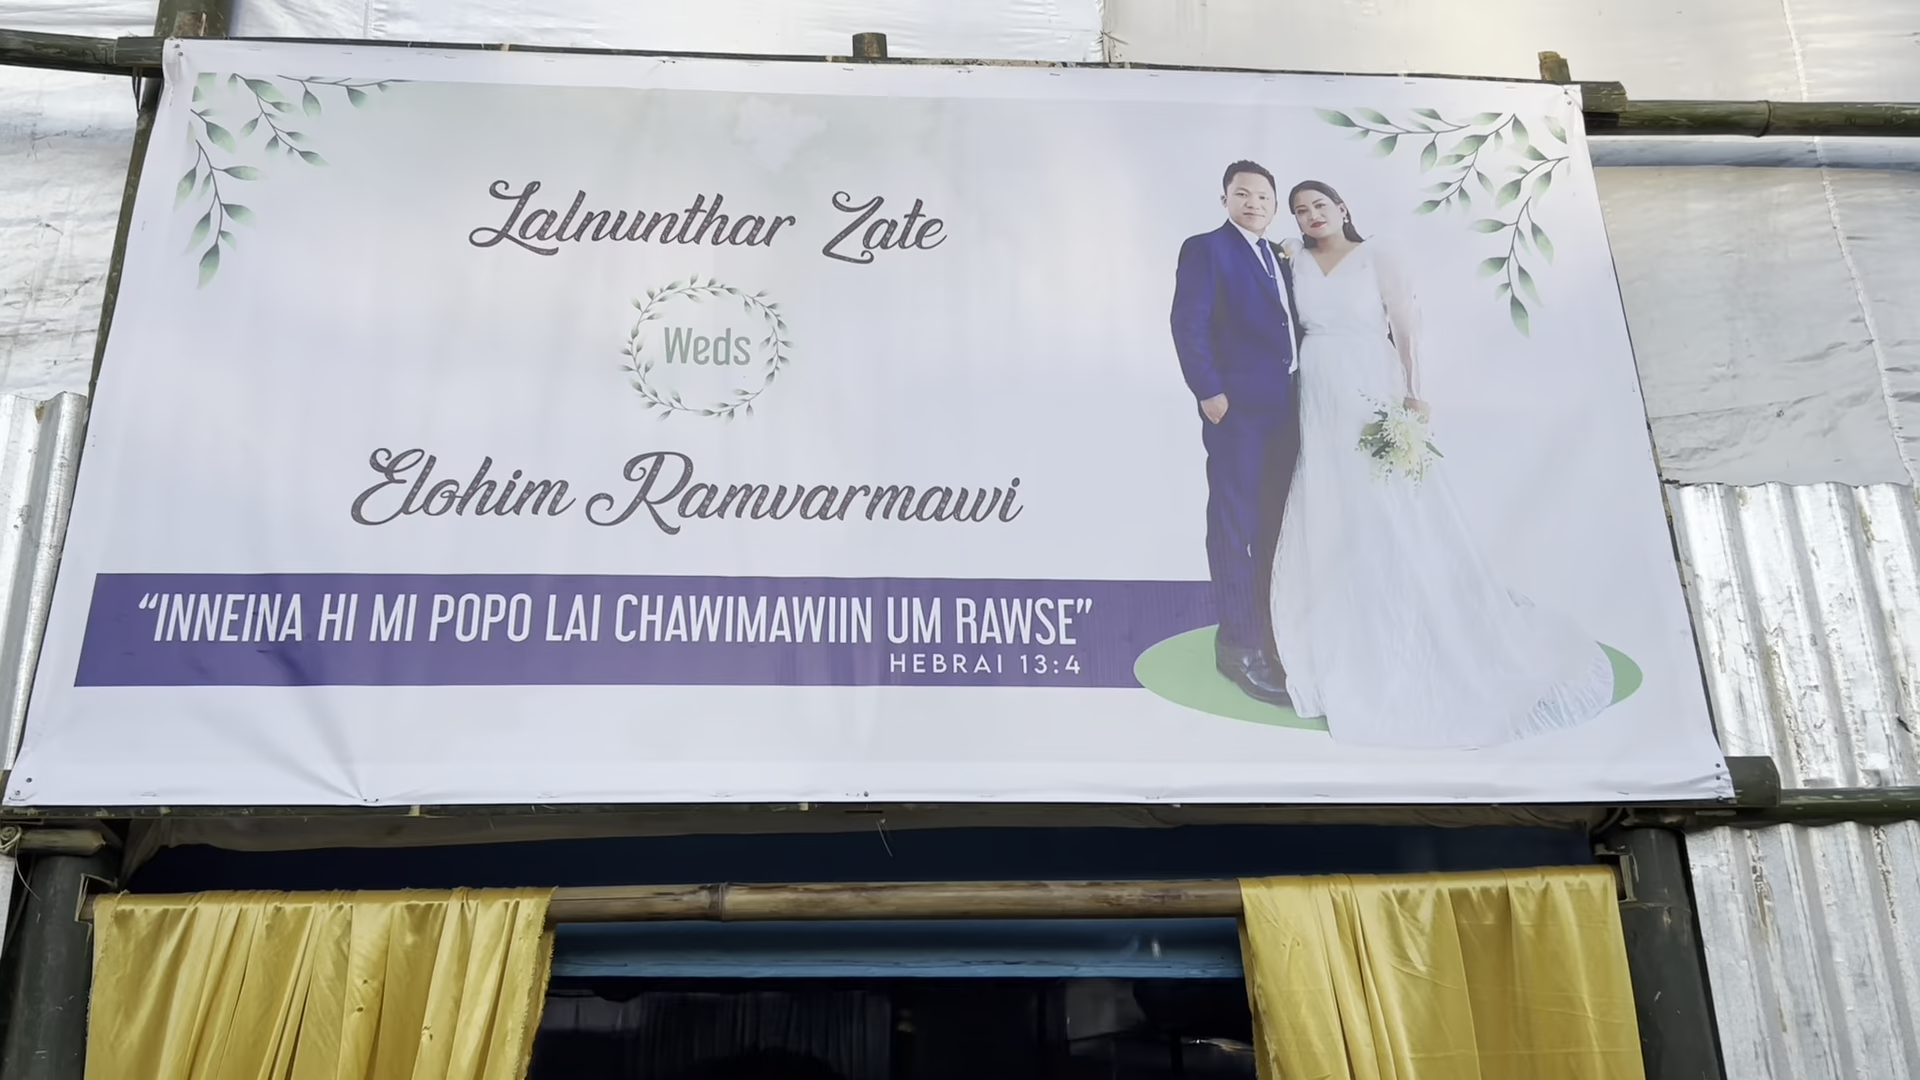 Lalnunthar Zate
Weds
Elohim Ramvarmawi
“INNEINA HI MI POPO LAI CHAWIMAWIIN UM RAWSE”
HEBRAI 13:4